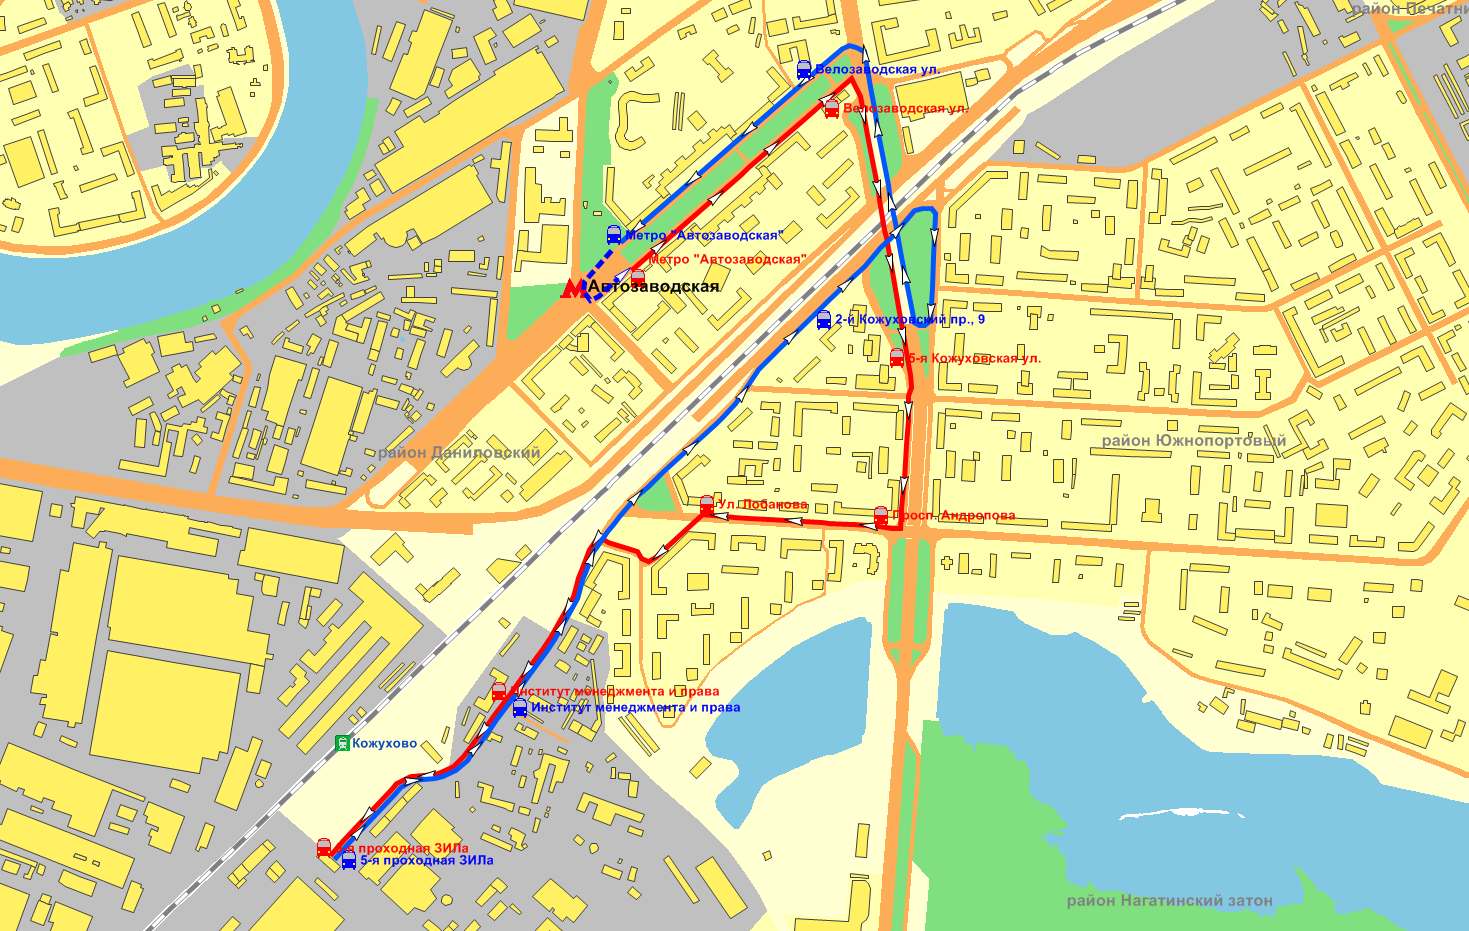 район Печатни
Велозаводская ул.
Велозаводская ул.
Метро "Автозаводская"
Метро "Автозаводская"
Автозаводская
2-й Кожуховский пр., 9
5-я Кожуховская ул.
район Южнопортовый
район Даниловский
Ул. Лобанова
Просп. Андропова
Институт менеджмента и права
Институт менеджмента и права
Кожухово
5-я проходная ЗИЛа
5-я проходная ЗИЛа
район Нагатинский затон